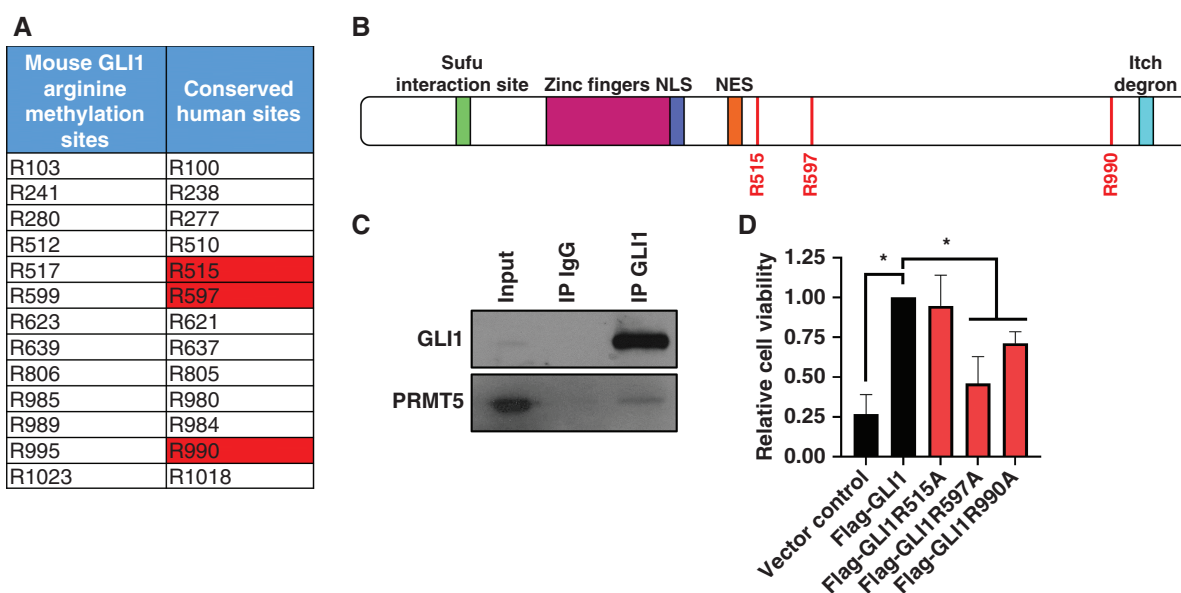 A
Mouse GLI1 arginine methylation sites
Conserved human sites
R103 R100
R241 R238
R280 R277
R512 R510
R517 R515
R599 R597
R623 R621
R639 R637
R806 R805
R985 R980
R989 R984
R995 R990
R1023 R1018
B
Sufu interaction site
Zinc fingers NLS
NES
Itch degron
R515
R597
R990
C
Input
IP IgG
IP GLI1
GLI1
PRMT5
D
Relative cell viability
1.25
1.00
0.75
0.50
0.25
0.00
*
*
Vector control
Flag-GLI1
Flag-GLI1R515A
Flag-GLI1R597A
Flag-GLI1R990A